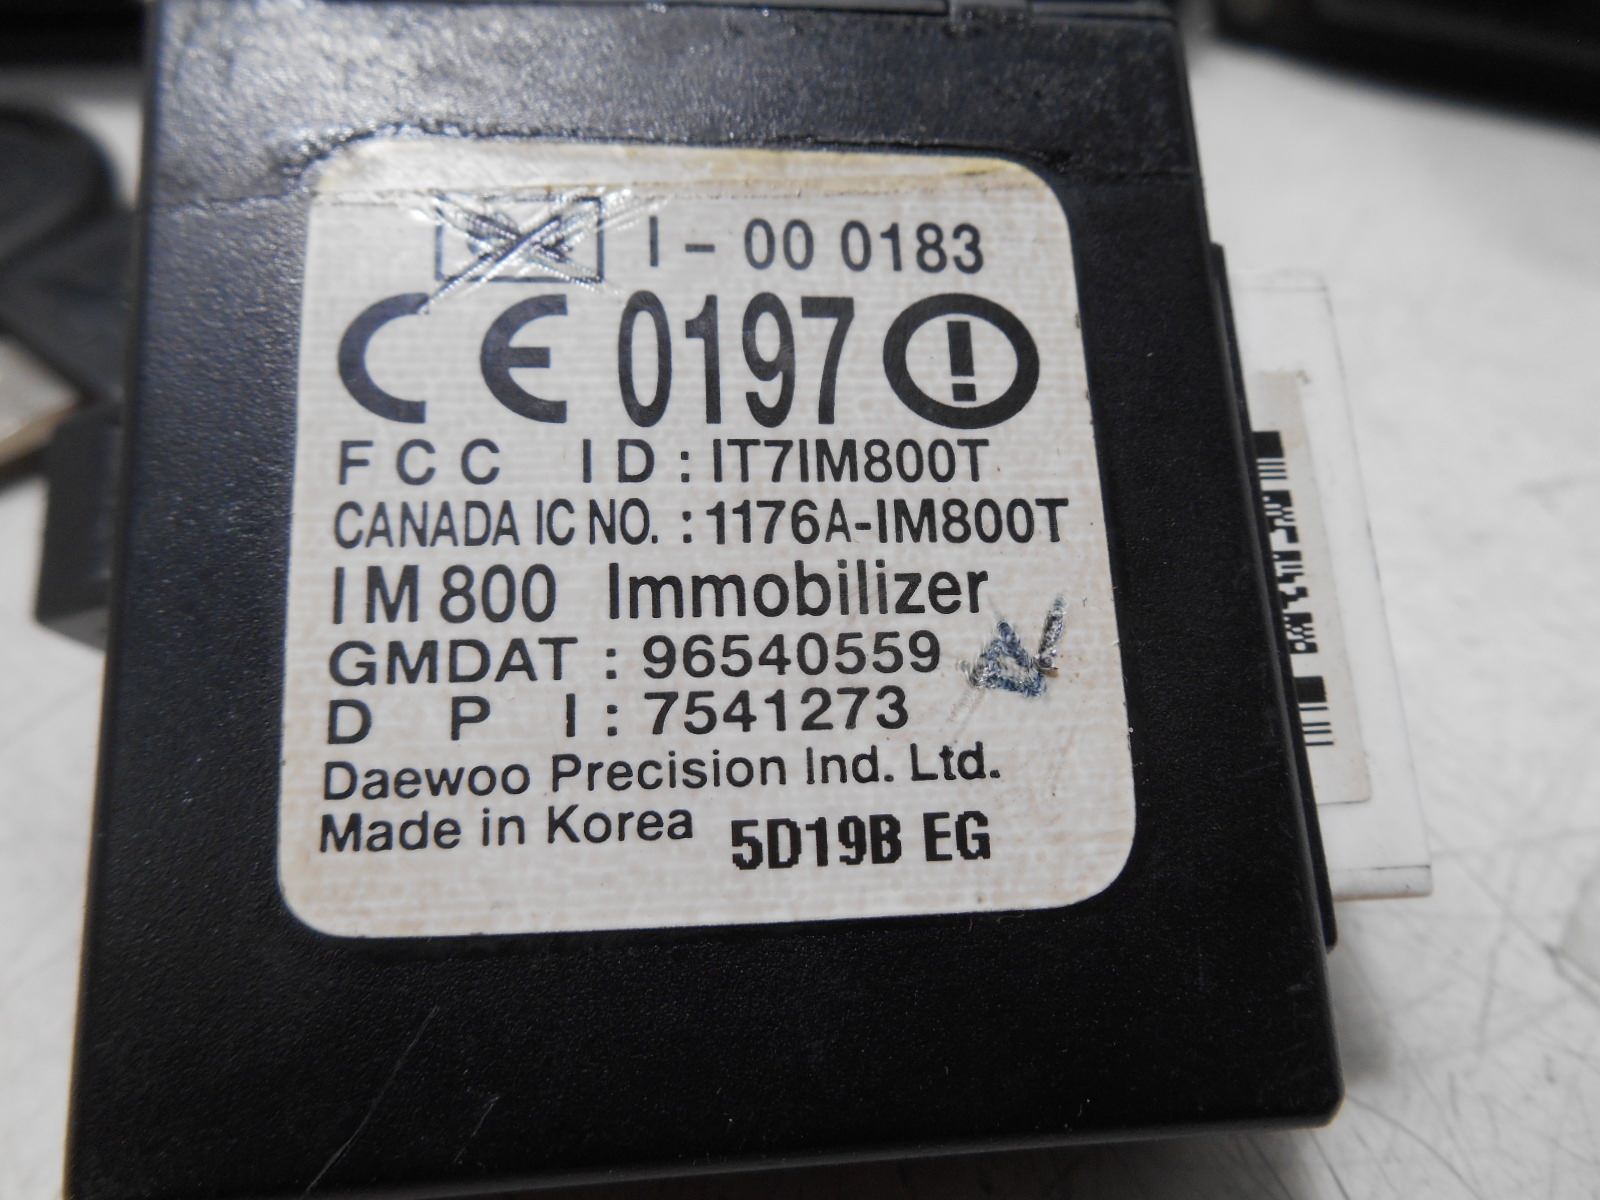 I - 00 0183
CE 0197
FCC ID : IT7IM800T
CANADA IC NO. : 1176A-IM800T
IM 800 Immobilizer
GMDAT : 96540559
D P I : 7541273
Daewoo Precision Ind. Ltd.
Made in Korea 5D19B EG